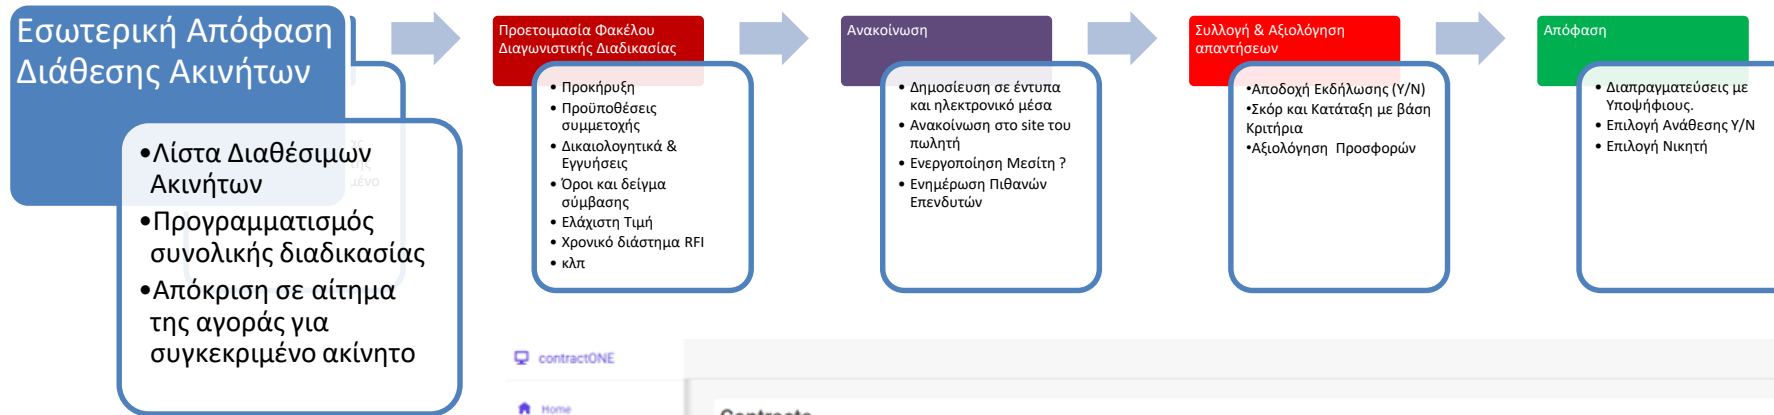 Εσωτερική Απόφαση
Διάθεσης Ακινήτων
•Λίστα Διαθέσιμων
Ακινήτων
•Προγραμματισμός
συνολικής διαδικασίας
•Απόκριση σε αίτημα
της αγοράς για
συγκεκριμένο ακίνητο
Προετοιμασία Φακέλου
Διαγωνιστικής Διαδικασίας
• Προκήρυξη
• Προϋποθέσεις
συμμετοχής
• Δικαιολογητικά &
Εγγυήσεις
• Όροι και δείγμα
σύμβασης
• Ελάχιστη Τιμή
• Χρονικό διάστημα RFI
• κλπ
Ανακοίνωση
• Δημοσίευση σε έντυπα
και ηλεκτρονικό μέσα
• Ανακοίνωση στο site του
πωλητή
• Ενεργοποίηση Μεσίτη ?
• Ενημέρωση Πιθανών
Επενδυτών
Συλλογή & Αξιολόγηση
απαντήσεων
•Αποδοχή Εκδήλωσης (Υ/Ν)
•Σκόρ και Κατάταξη με βάση
Κριτήρια
•Αξιολόγηση Προσφορών
Απόφαση
• Διαπραγματεύσεις με
Υποψήφιους.
• Επιλογή Ανάθεσης Υ/Ν
• Επιλογή Νικητή
contractONE
Home
Contracts